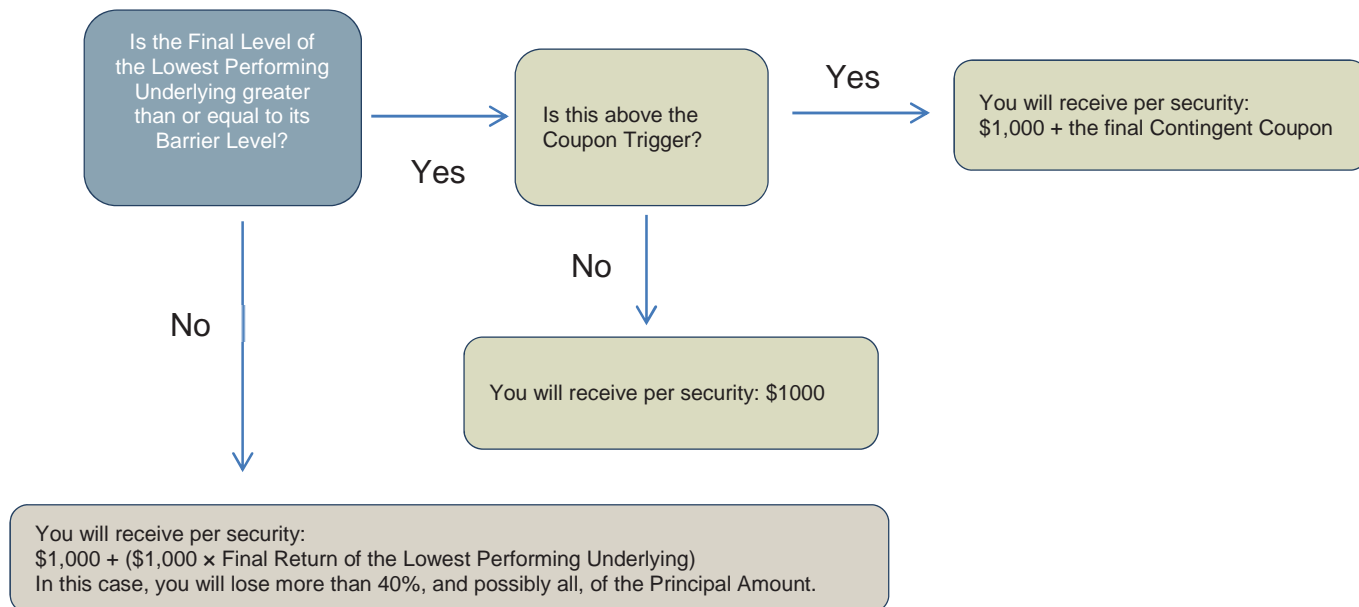 Is the Final Level of
the Lowest Performing
Underlying greater
than or equal to its
Barrier Level?
Yes
Is this above the
Coupon Trigger?
Yes
You will receive per security:
$1,000 + the final Contingent Coupon
No
You will receive per security: $1000
No
You will receive per security:
$1,000 + ($1,000 × Final Return of the Lowest Performing Underlying)
In this case, you will lose more than 40%, and possibly all, of the Principal Amount.